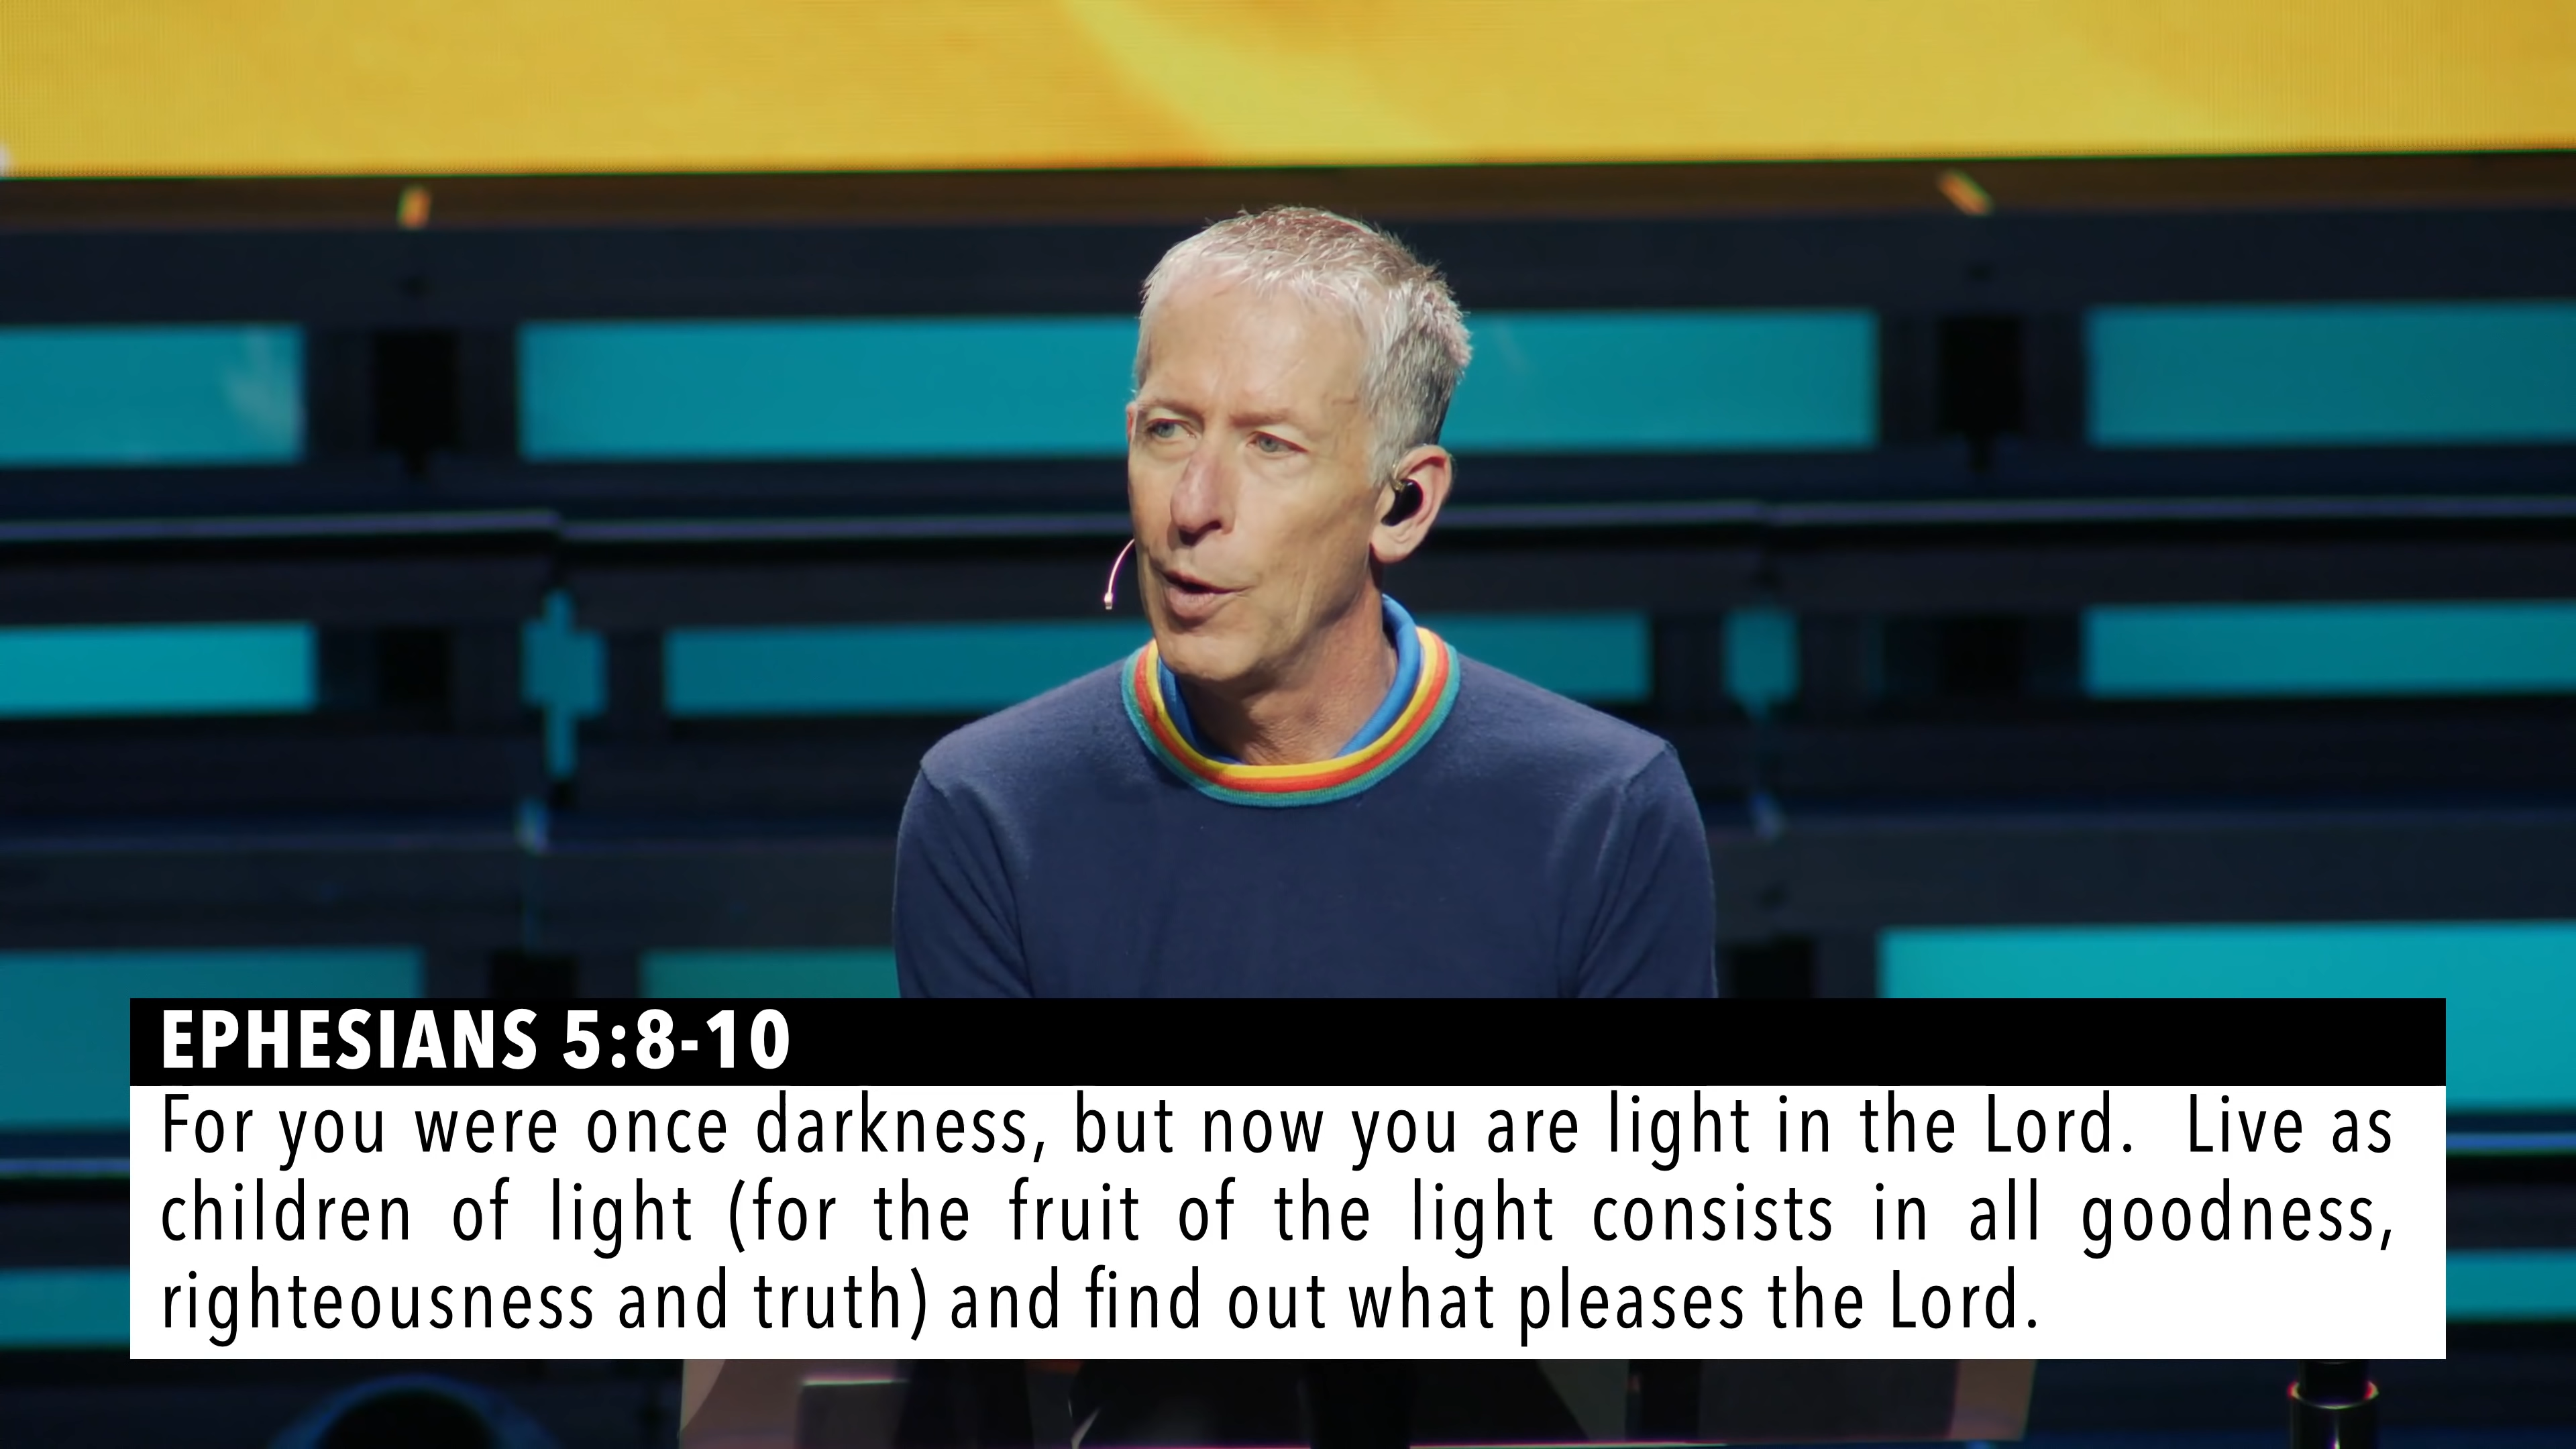 EPHESIANS 5:8-10
For you were once darkness, but now you are light in the Lord.  Live as
children of light (for the fruit of the light consists in all goodness,
righteousness and truth) and find out what pleases the Lord.